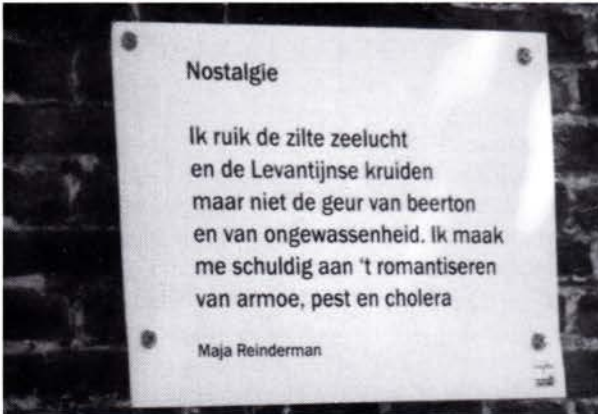 Nostalgie
Ik ruik de zilte zeelucht
en de Levantijnse kruiden
maar niet de geur van beerton
en van ongewassenheid. Ik maak
me schuldig aan 't romantiseren
van armoe, pest en cholera
Maja Reinderman